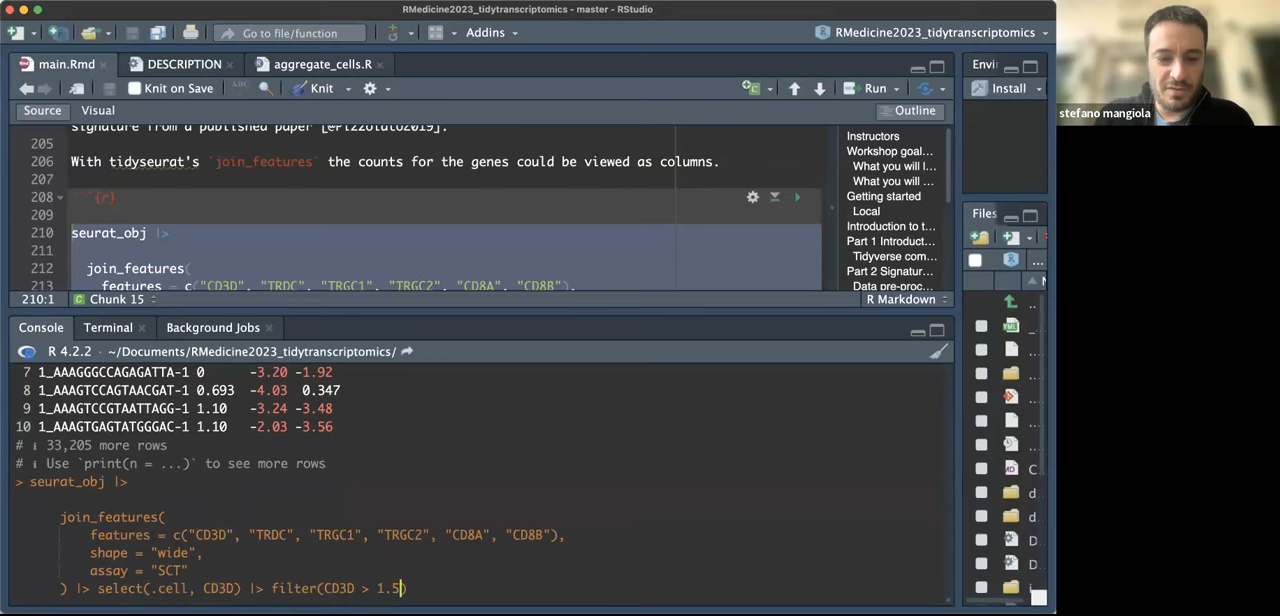 RMedicine2023_tidytranscriptomics - master - RStudio
Go to file/function
Addins
RMedicine2023_tidytranscriptomics
main.Rmd
DESCRIPTION
aggregate_cells.R
Knit on Save
ABC
Knit
Run
Source
Visual
Outline
signature from a published paper [@Pizzolato2019].
205
206 With tidyseurat's `join_features` the counts for the genes could be viewed as columns.
207
208 ```{r}
209
210 seurat_obj |>
211
212 join_features(
213 features = c("CD3D", "TRDC", "TRGC1", "TRGC2", "CD8A", "CD8B"),
210:1
Chunk 15
R Markdown
Instructors
Workshop goal...
What you will l...
What you will ...
Getting started
Local
Introduction to t...
Part 1 Introduct...
Tidyverse com...
Part 2 Signatur...
Data pre-proc...
Console
Terminal
Background Jobs
R 4.2.2 · ~/Documents/RMedicine2023_tidytranscriptomics/
7 1_AAAGGGCCAGAGATTA-1 0 -3.20 -1.92
8 1_AAAGTCCAGTAACGAT-1 0.693 -4.03 0.347
9 1_AAAGTCCGTAATTAGG-1 1.10 -3.24 -3.48
10 1_AAAGTGAGTATGGGAC-1 1.10 -2.03 -3.56
# ℹ 33,205 more rows
# ℹ Use `print(n = ...)` to see more rows
> seurat_obj |>
join_features(
features = c("CD3D", "TRDC", "TRGC1", "TRGC2", "CD8A", "CD8B"),
shape = "wide",
assay = "SCT"
) |> select(.cell, CD3D) |> filter(CD3D > 1.5)
Envi
Install
Files
...
..
_
...
...
...
...
...
...
MD C
d
d
D
D
i
stefano mangiola